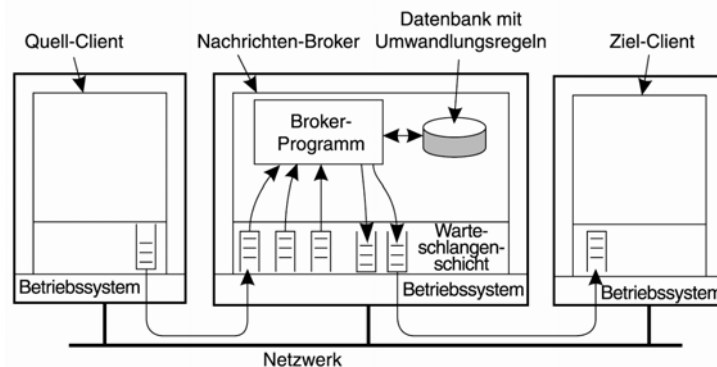 Quell-Client
Nachrichten-Broker
Datenbank mit
Umwandlungsregeln
Ziel-Client
Broker-
Programm
Warte-
schlangen-
schicht
Betriebssystem
Betriebssystem
Betriebssystem
Netzwerk